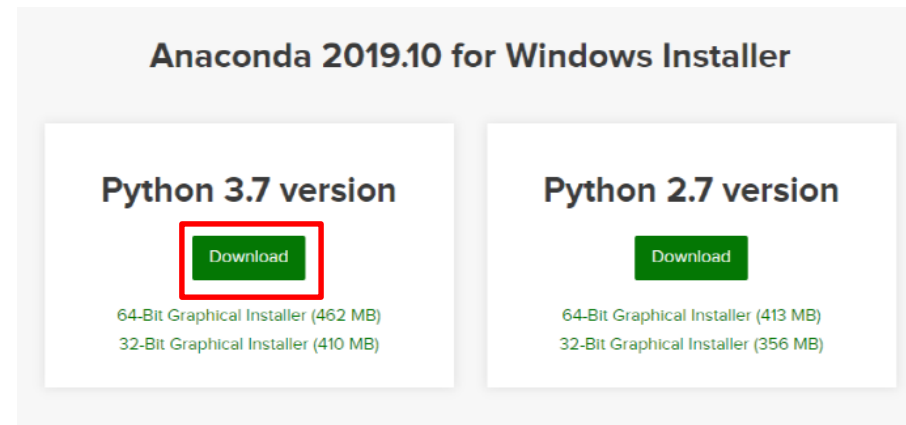 Anaconda 2019.10 for Windows Installer
Python 3.7 version
Download
64-Bit Graphical Installer (462 MB)
32-Bit Graphical Installer (410 MB)
Python 2.7 version
Download
64-Bit Graphical Installer (413 MB)
32-Bit Graphical Installer (356 MB)